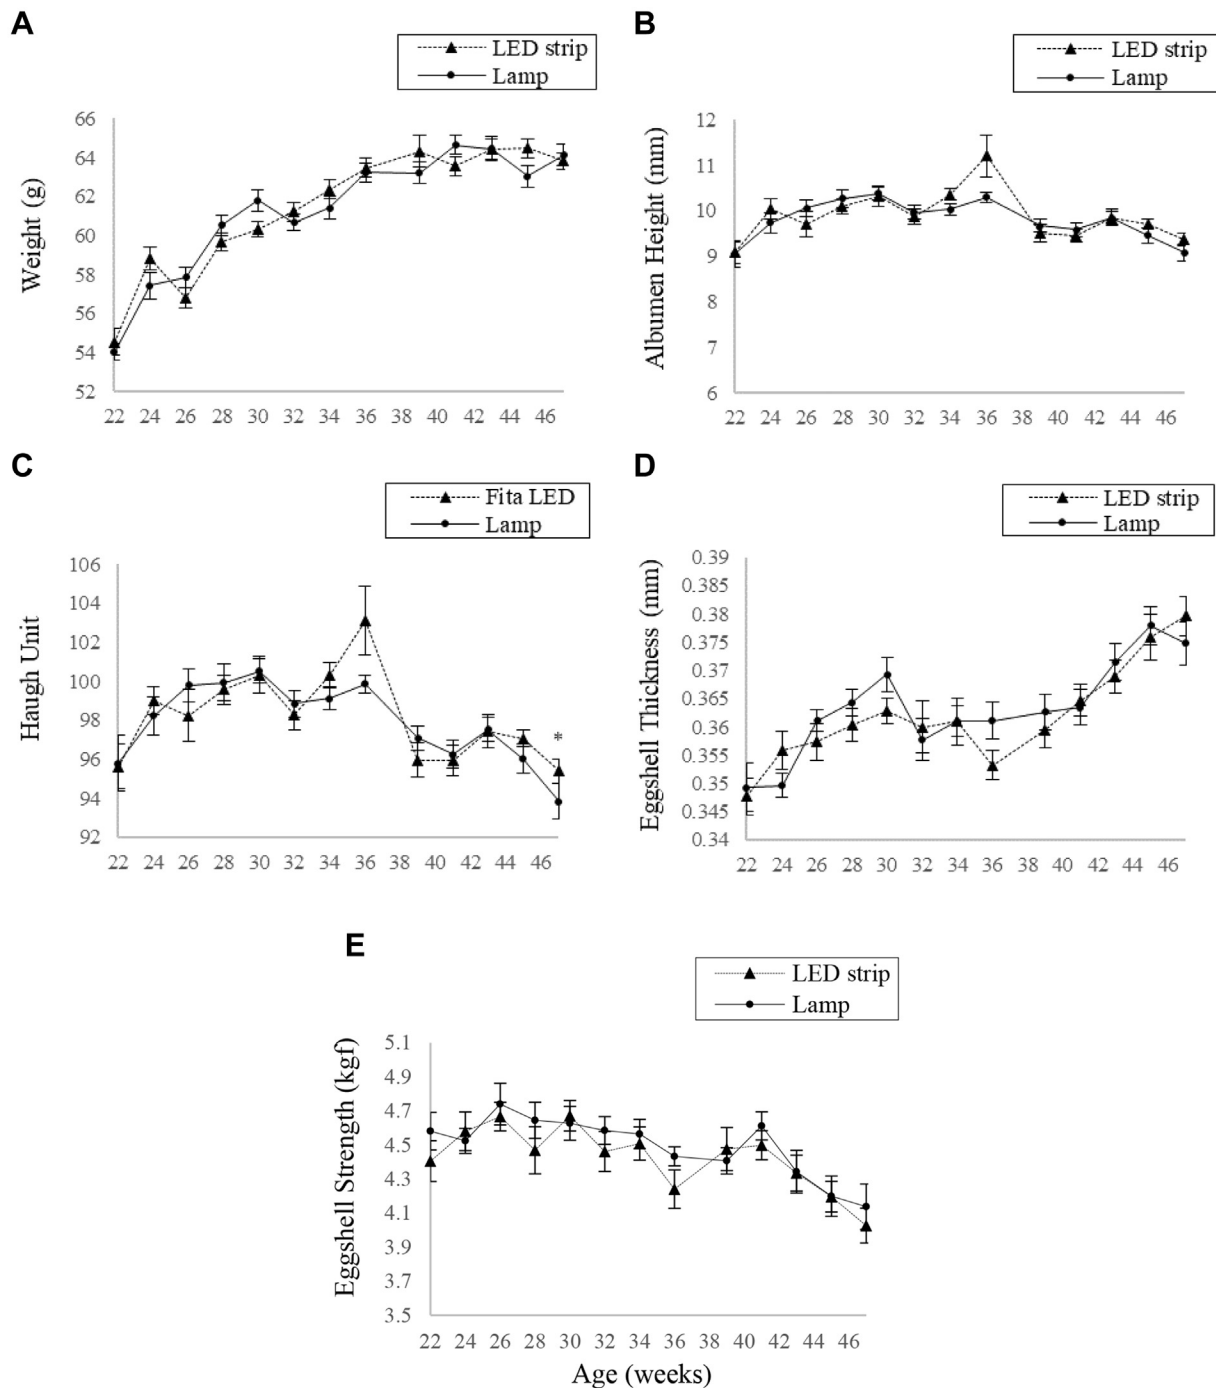 A
LED strip
Lamp
Weight (g)
66
64
62
60
58
56
54
52
22 24 26 28 30 32 34 36 38 40 42 44 46
B
LED strip
Lamp
Albumen Height (mm)
12
11
10
9
8
7
6
22 24 26 28 30 32 34 36 38 40 42 44 46
C
Fita LED
Lamp
Haugh Unit
106
104
102
100
98
96
94
92
*
22 24 26 28 30 32 34 36 38 40 42 44 46
D
LED strip
Lamp
Eggshell Thickness (mm)
0.39
0.385
0.38
0.375
0.37
0.365
0.36
0.355
0.35
0.345
0.34
22 24 26 28 30 32 34 36 38 40 42 44 46
E
LED strip
Lamp
Eggshell Strength (kgf)
5.1
4.9
4.7
4.5
4.3
4.1
3.9
3.7
3.5
22 24 26 28 30 32 34 36 38 40 42 44 46
Age (weeks)